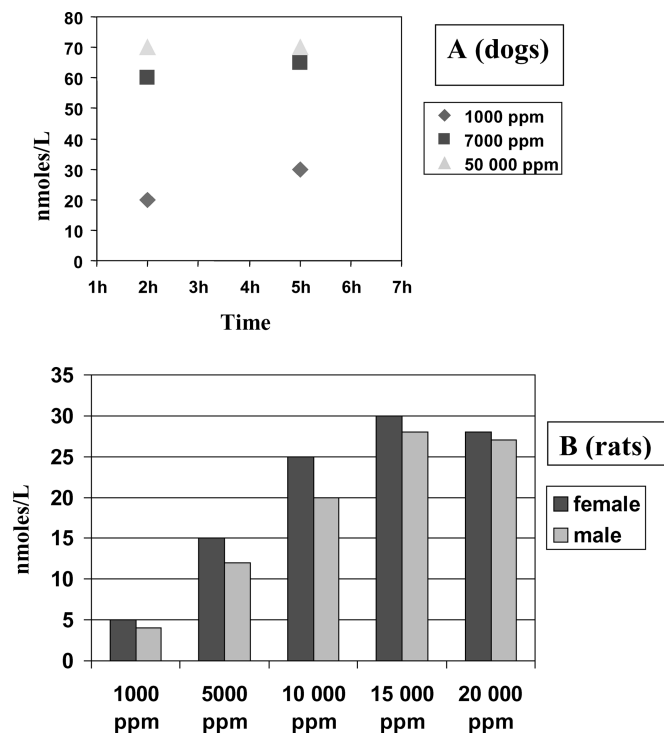 80
70
60
50
40
30
20
10
0
nmoles/L
1h 2h 3h 4h 5h 6h 7h
Time
A (dogs)
1000 ppm
7000 ppm
50 000 ppm
35
30
25
20
15
10
5
0
nmoles/L
1000 5000 10 000 15 000 20 000
ppm ppm ppm ppm ppm
B (rats)
female
male